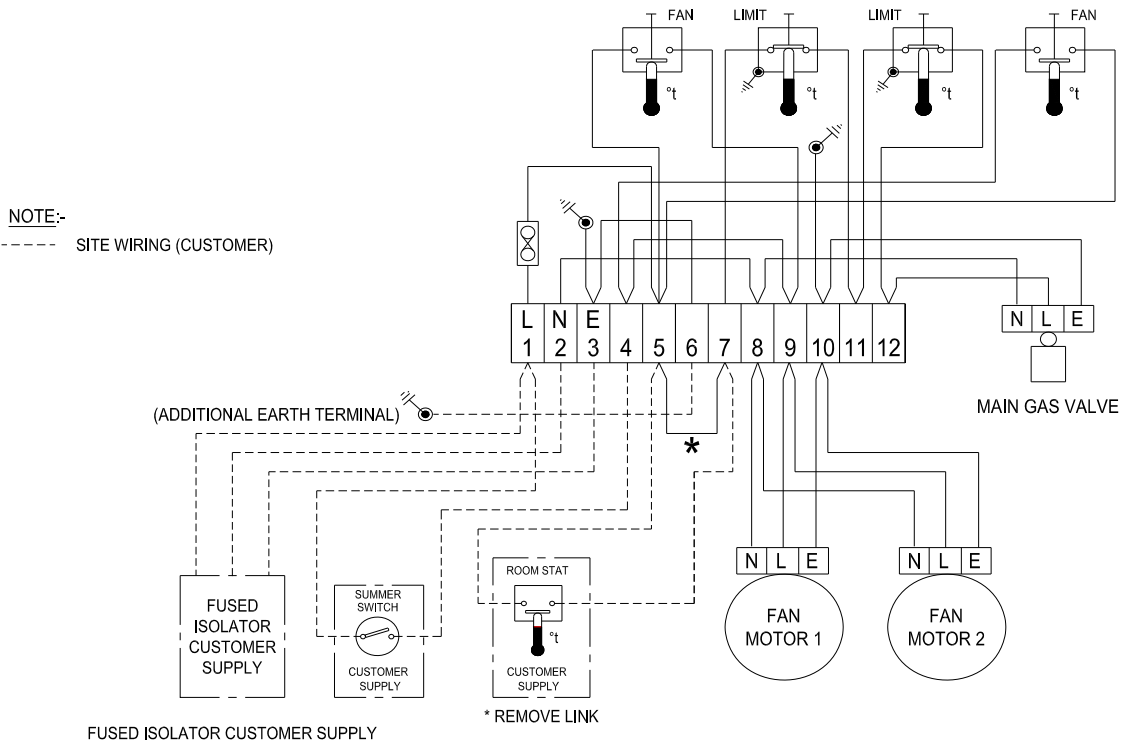 FAN LIMIT LIMIT FAN
°t °t °t °t
NOTE:-
SITE WIRING (CUSTOMER)
L N E
1 2 3 4 5 6 7 8 9 10 11 12
N L E
MAIN GAS VALVE
(ADDITIONAL EARTH TERMINAL)
*
N L E
FAN
MOTOR 1
N L E
FAN
MOTOR 2
FUSED
ISOLATOR
CUSTOMER
SUPPLY
SUMMER
SWITCH
CUSTOMER
SUPPLY
ROOM STAT
°t
CUSTOMER
SUPPLY
* REMOVE LINK
FUSED ISOLATOR CUSTOMER SUPPLY